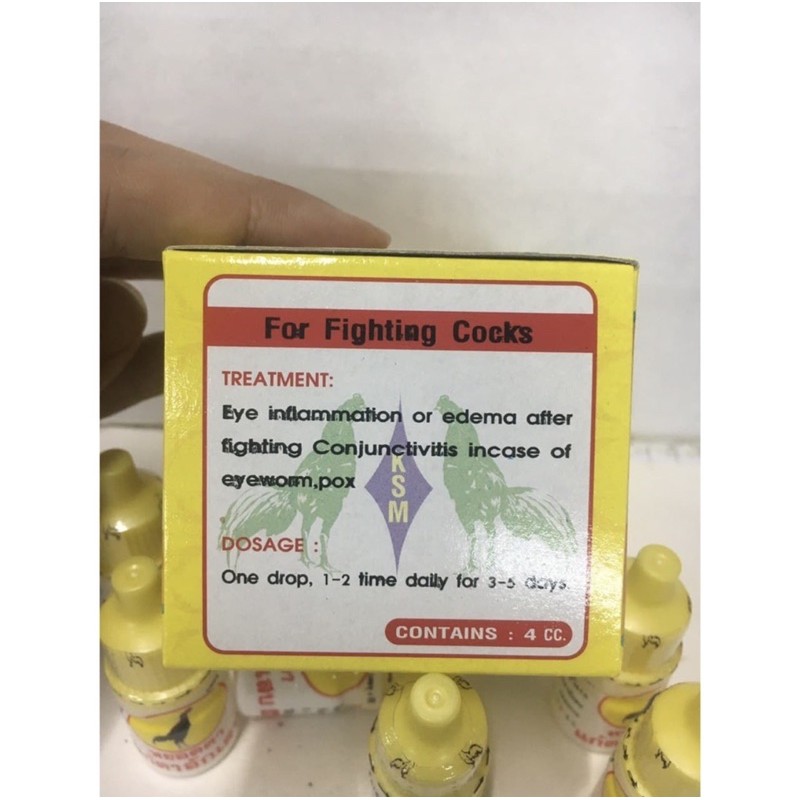 For Fighting Cocks
TREATMENT:
Eye inflammation or edema after
fighting Conjunctivitis incase of
eyeworm,pox
KSM
DOSAGE :
One drop, 1-2 time daily for 3-5 days.
CONTAINS : 4 CC.